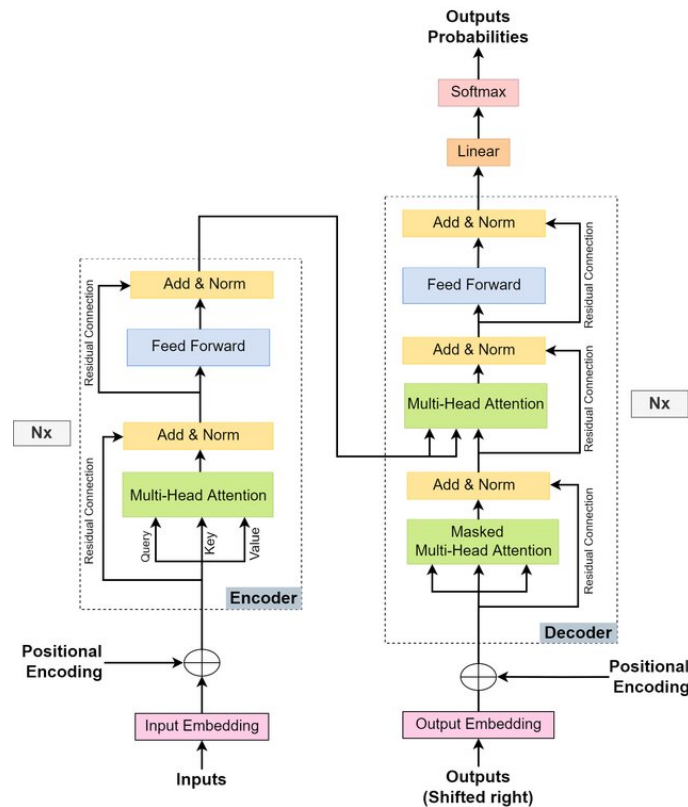 Outputs
Probabilities
Softmax
Linear
Add & Norm
Feed Forward
Residual Connection
Add & Norm
Multi-Head Attention
Residual Connection
Nx
Add & Norm
Masked
Multi-Head Attention
Residual Connection
Decoder
Positional
Encoding
Output Embedding
Outputs
(Shifted right)
Add & Norm
Residual Connection
Feed Forward
Nx
Add & Norm
Residual Connection
Multi-Head Attention
Query
Key
Value
Encoder
Positional
Encoding
Input Embedding
Inputs